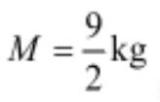 M = 9/2 kg